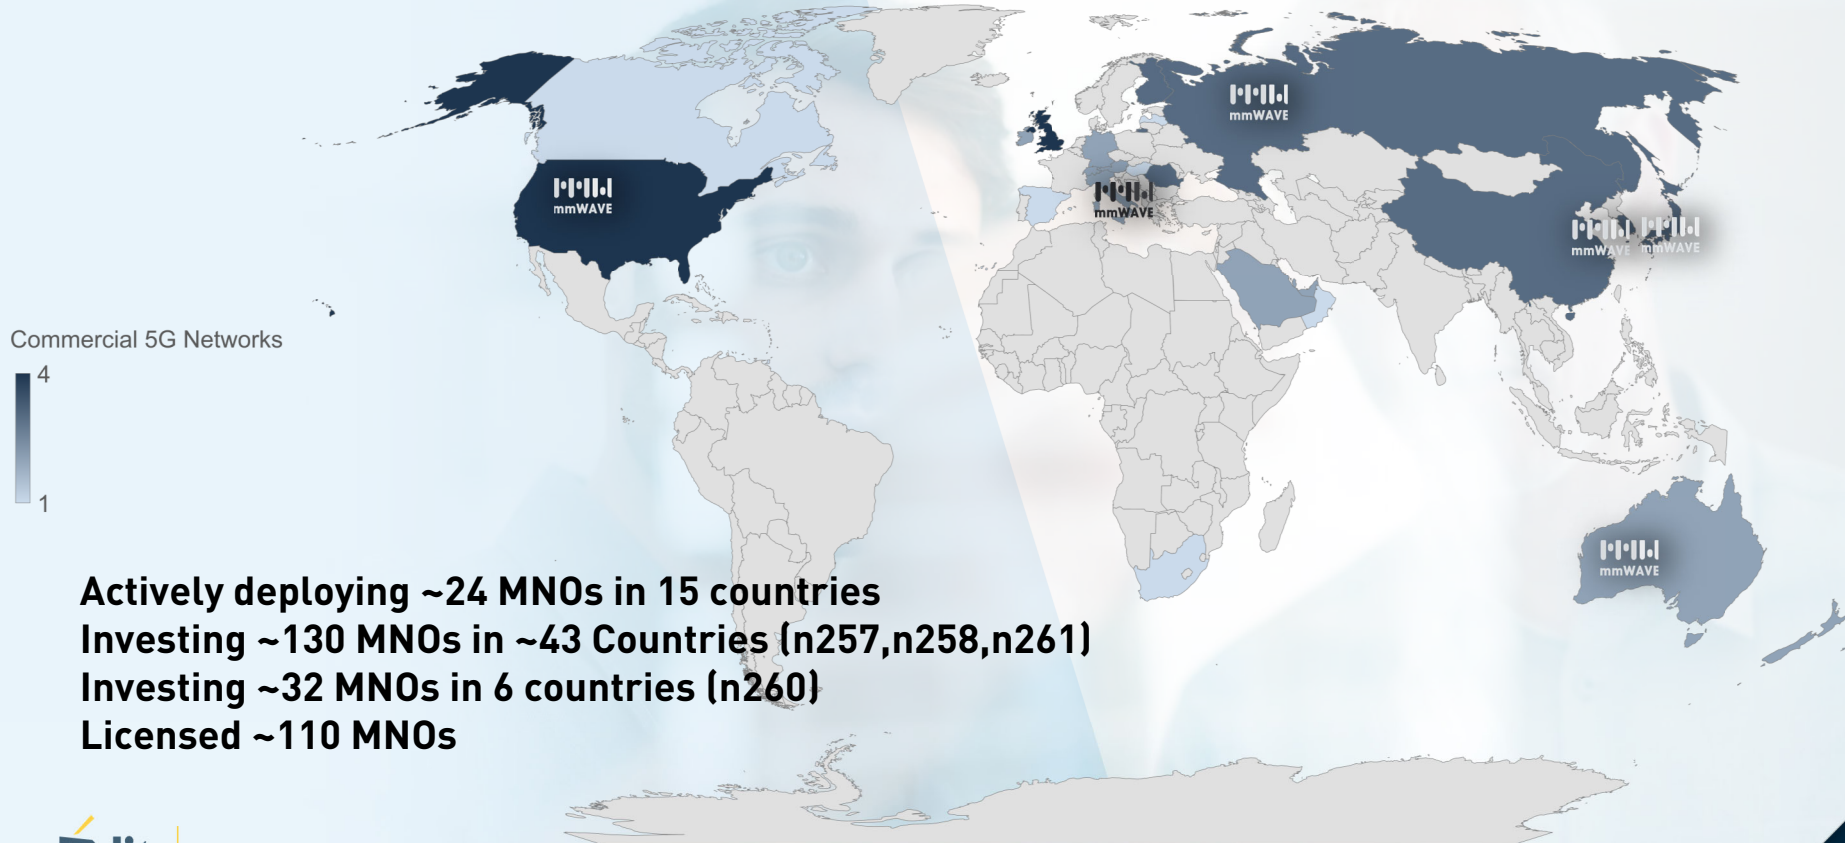 mmWAVE
mmWAVE
mmWAVE
mmWAVE
mmWAVE
mmWAVE
Commercial 5G Networks
4
1
Actively deploying ~24 MNOs in 15 countries
Investing ~130 MNOs in ~43 Countries (n257,n258,n261)
Investing ~32 MNOs in 6 countries (n260)
Licensed ~110 MNOs